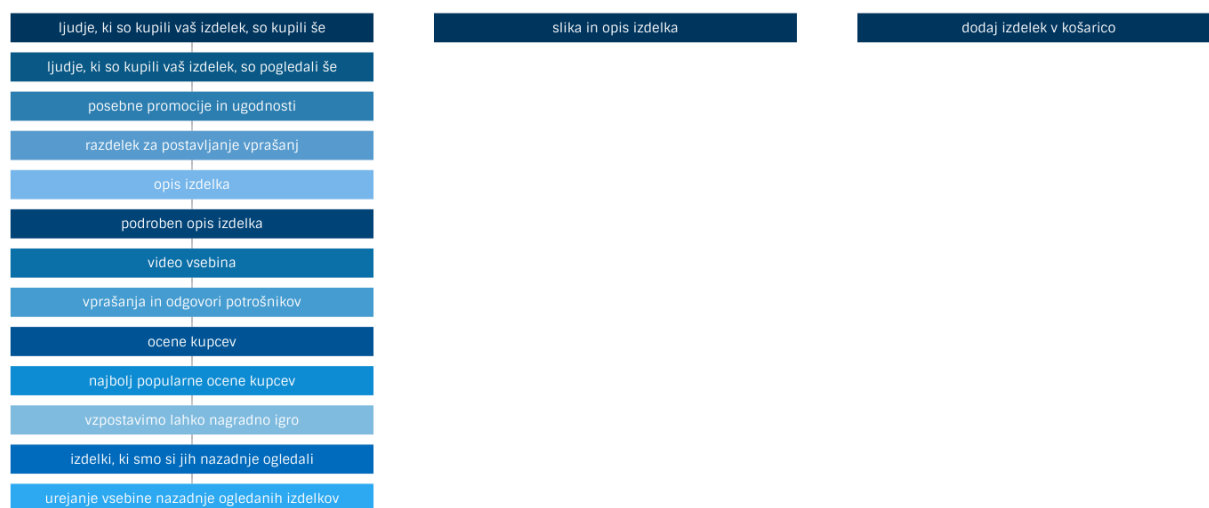 ljudje, ki so kupili vaš izdelek, so kupili še
slika in opis izdelka
dodaj izdelek v košarico
ljudje, ki so kupili vaš izdelek, so pogledali še
posebne promocije in ugodnosti
razdelek za postavljanje vprašanj
opis izdelka
podroben opis izdelka
video vsebina
vprašanja in odgovori potrošnikov
ocene kupcev
najbolj popularne ocene kupcev
vzpostavimo lahko nagradno igro
izdelki, ki smo si jih nazadnje ogledali
urejanje vsebine nazadnje ogledanih izdelkov